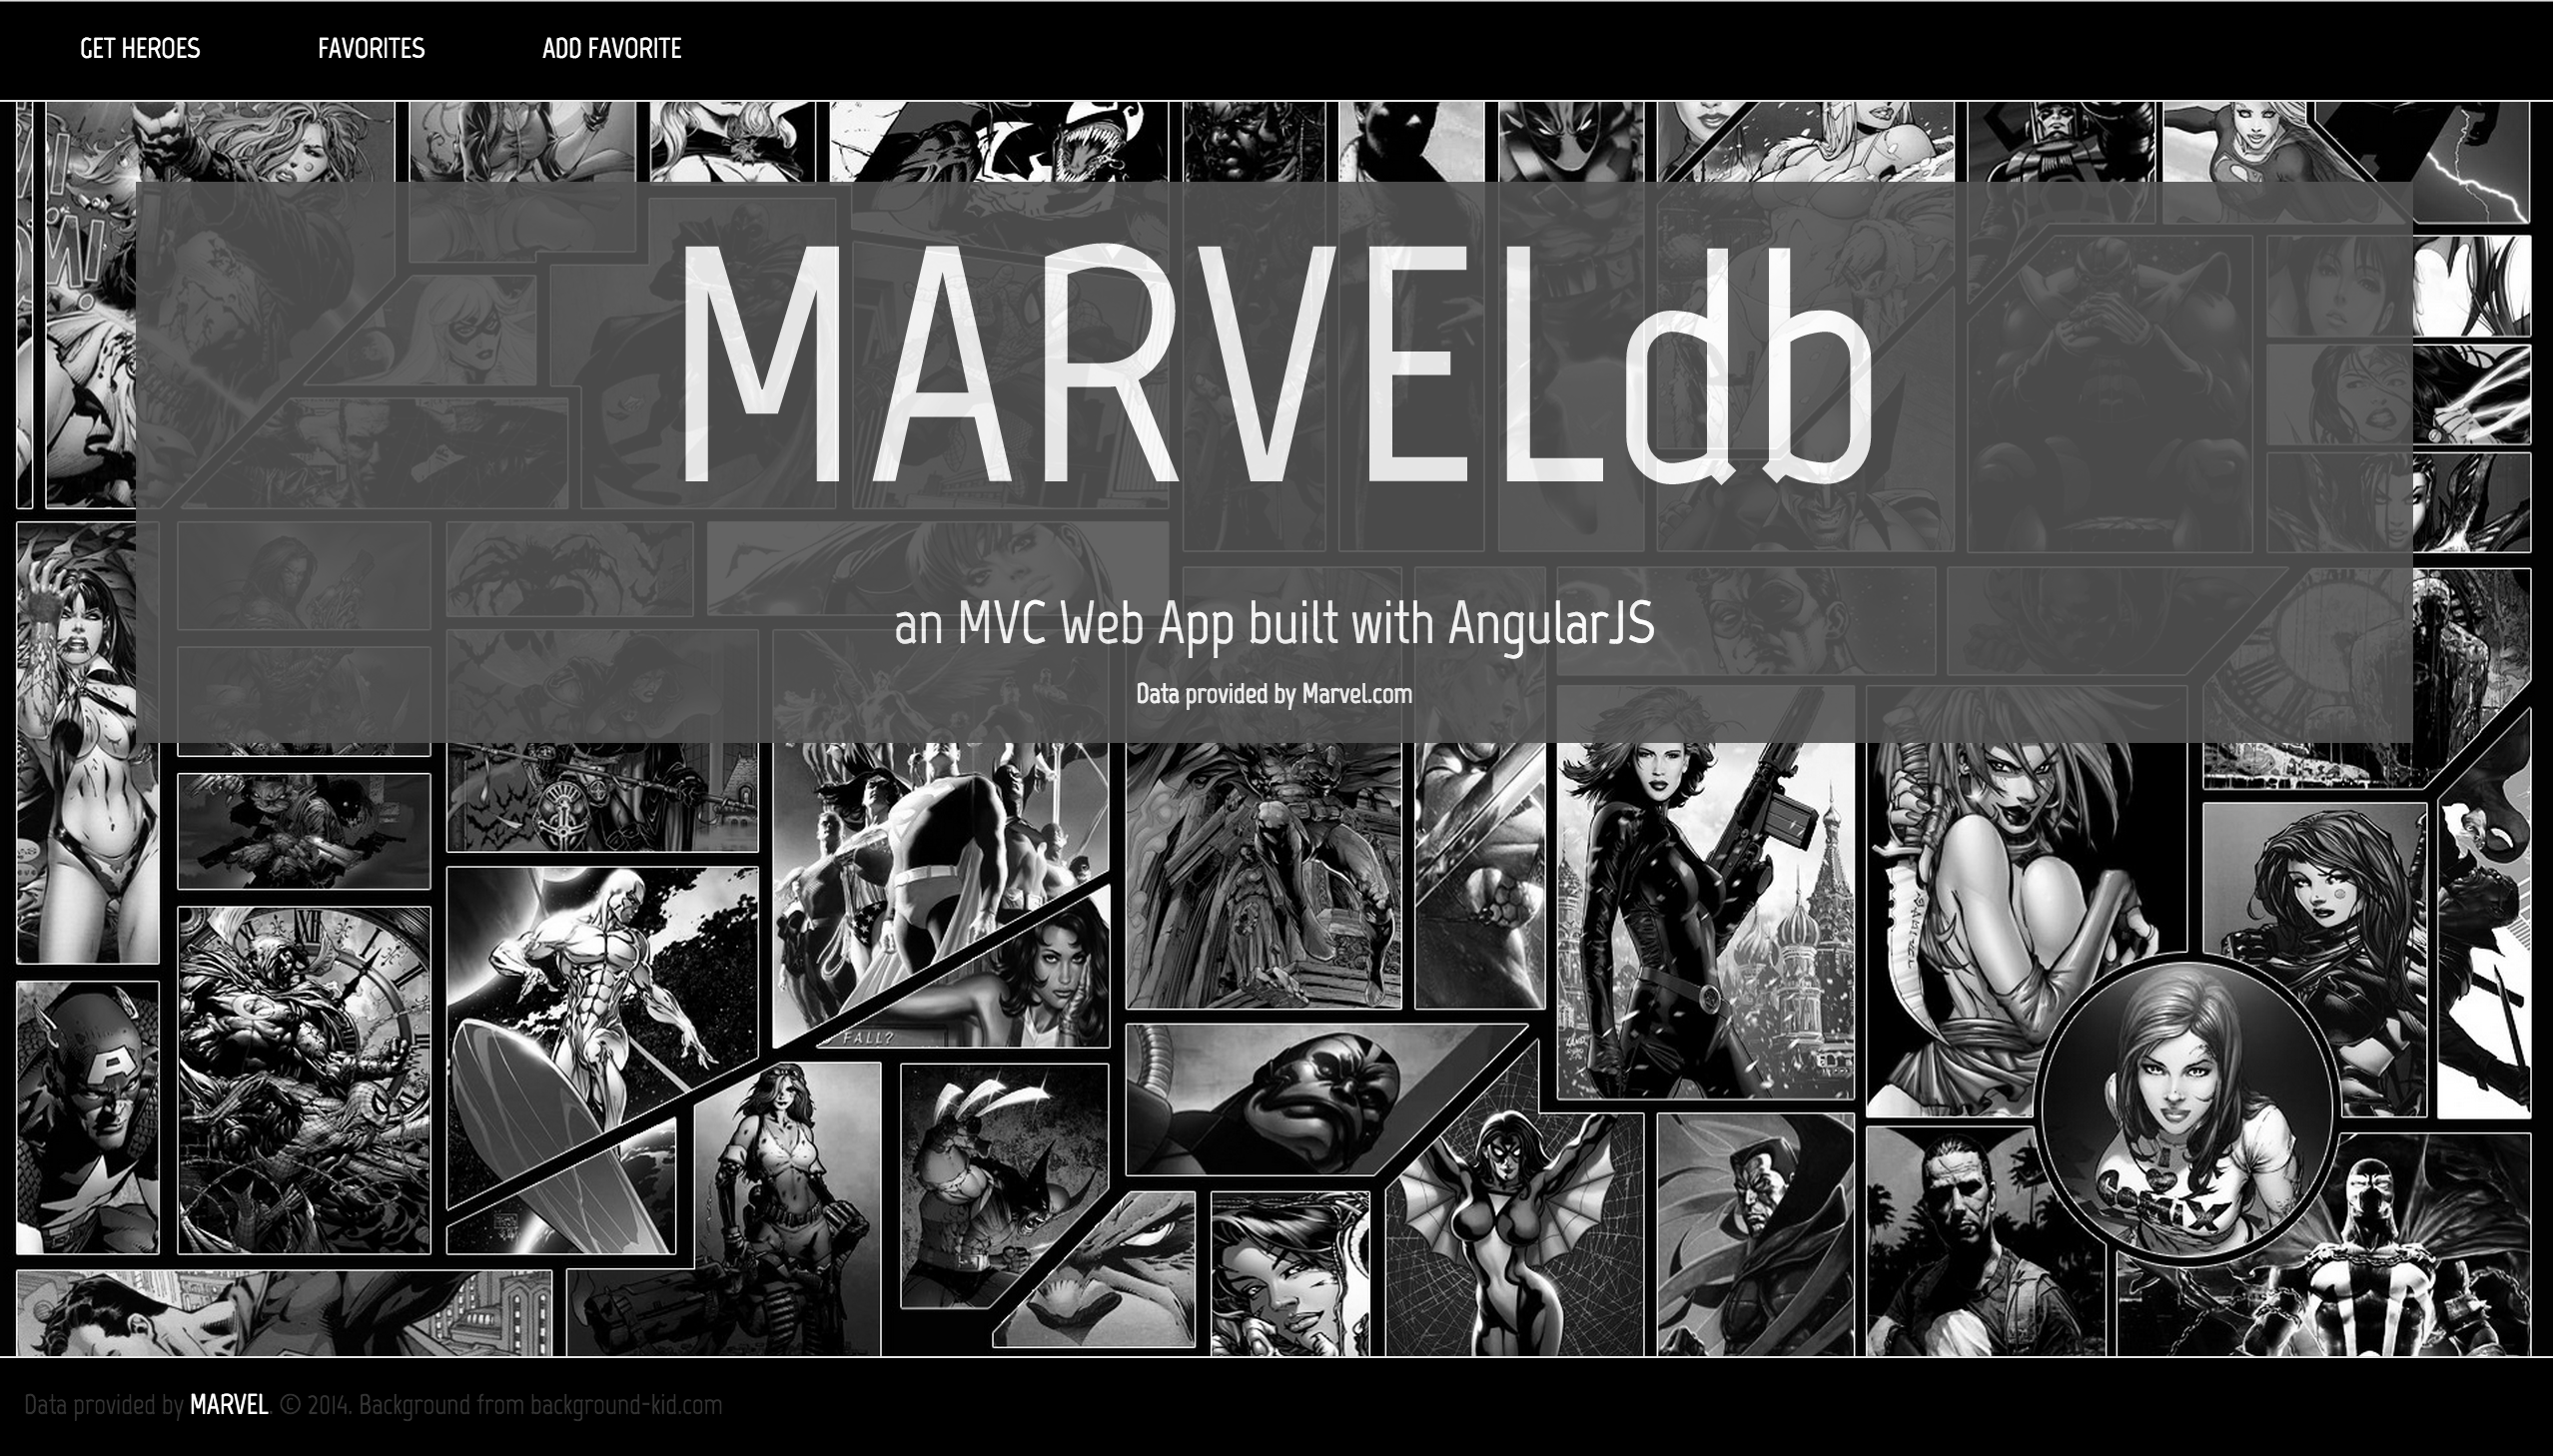 GET HEROES
FAVORITES
ADD FAVORITE
MARVELdb
an MVC Web App built with AngularJS
Data provided by Marvel.com
FALL?
Data provided by MARVEL. © 2014. Background from background-kid.com